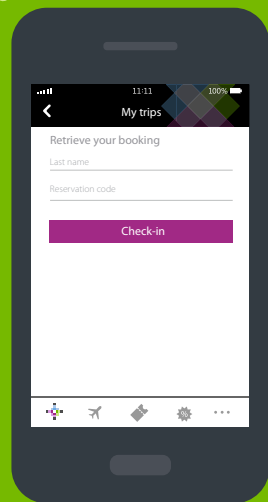 11:11
100%
My trips
Retrieve your booking
Last name
Reservation code
Check-in
%